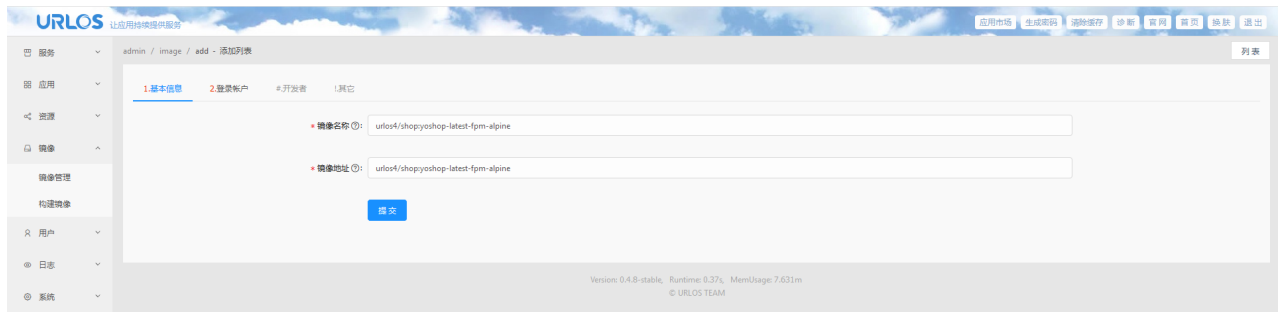 URLOS 让应用持续提供服务
应用市场 生成密码 清除缓存 诊断 官网 首页 换肤 退出
服务
应用
资源
镜像
镜像管理
构建镜像
用户
日志
系统
admin / image / add - 添加列表
列表
1.基本信息 2.登录帐户 #.开发者 !.其它
* 镜像名称 ?: urlos4/shop:yoshop-latest-fpm-alpine
* 镜像地址 ?: urlos4/shop:yoshop-latest-fpm-alpine
提交
Version: 0.4.8-stable, Runtime: 0.37s, MemUsage: 7.631m
© URLOS TEAM